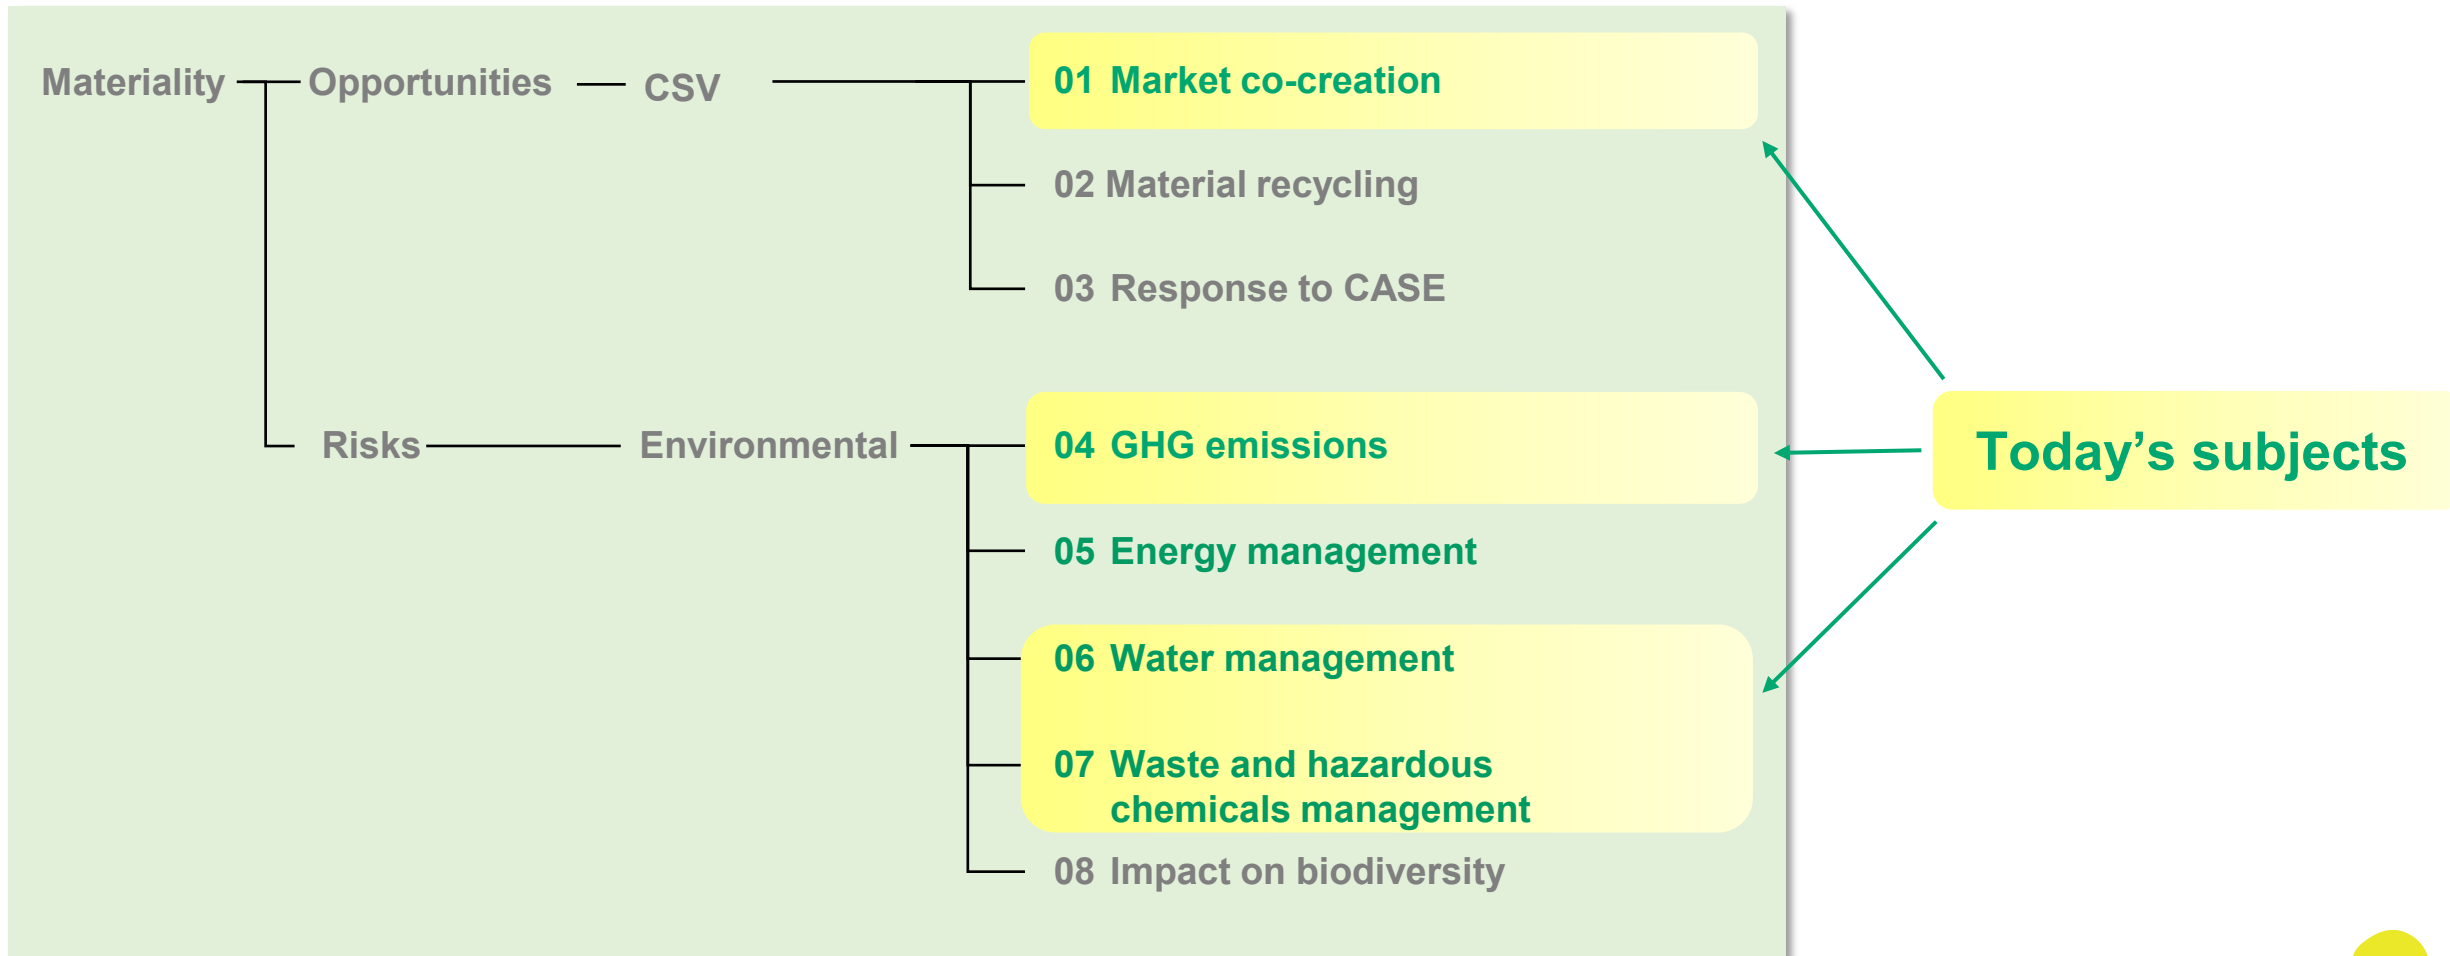 Materiality
Opportunities
CSV
01 Market co-creation
02 Material recycling
03 Response to CASE
Risks
Environmental
04 GHG emissions
05 Energy management
06 Water management
07 Waste and hazardous
chemicals management
08 Impact on biodiversity
Today’s subjects